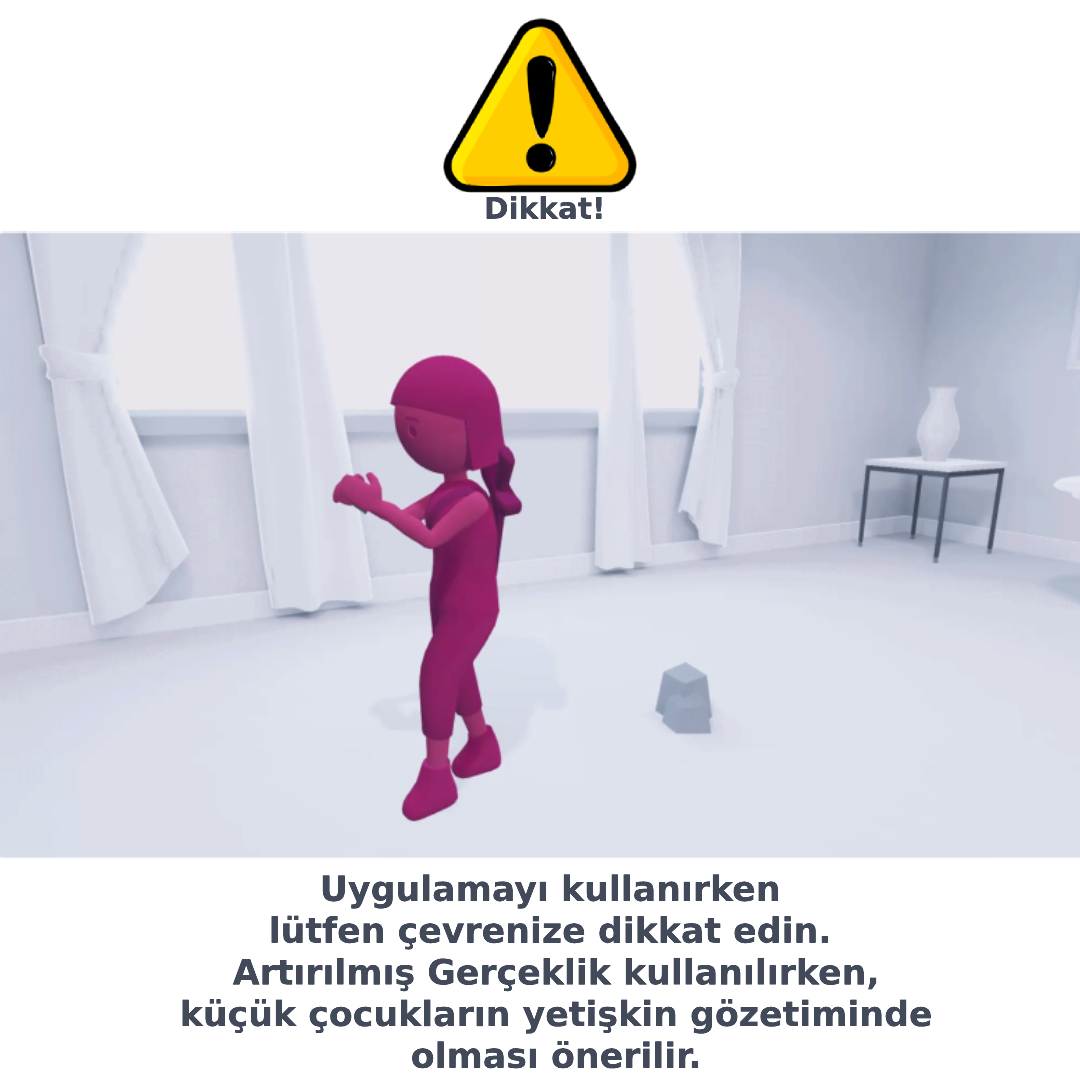 Dikkat!
Uygulamayı kullanırken
lütfen çevrenize dikkat edin.
Artırılmış Gerçeklik kullanılırken,
küçük çocukların yetişkin gözetiminde
olması önerilir.